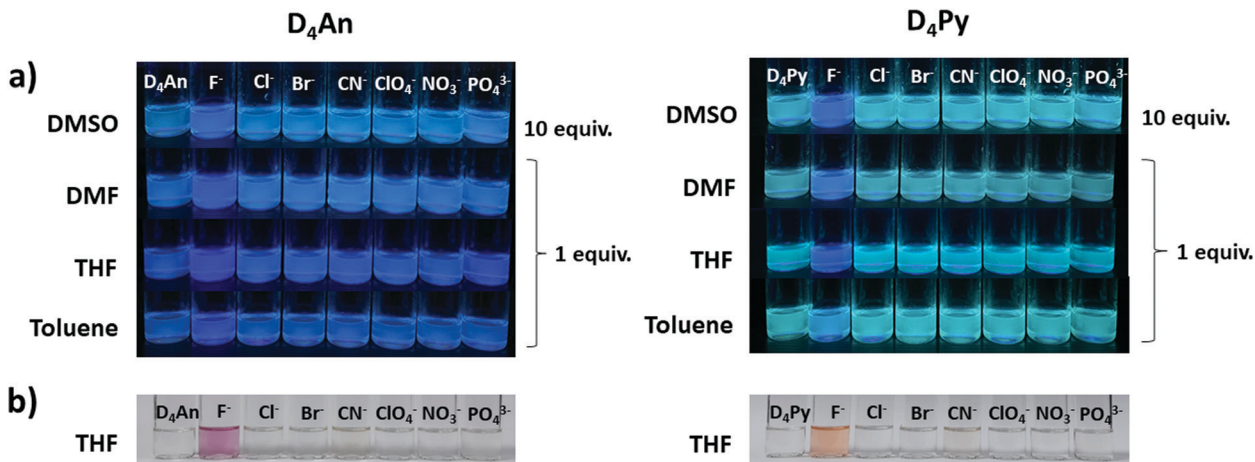 D₄An
D₄Py
a)
D₄An F⁻ Cl⁻ Br⁻ CN⁻ ClO₄⁻ NO₃⁻ PO₄³⁻
DMSO
10 equiv.
DMF
THF
Toluene
1 equiv.
D₄Py F⁻ Cl⁻ Br⁻ CN⁻ ClO₄⁻ NO₃⁻ PO₄³⁻
DMSO
10 equiv.
DMF
THF
Toluene
1 equiv.
b)
D₄An F⁻ Cl⁻ Br⁻ CN⁻ ClO₄⁻ NO₃⁻ PO₄³⁻
THF
D₄Py F⁻ Cl⁻ Br⁻ CN⁻ ClO₄⁻ NO₃⁻ PO₄³⁻
THF